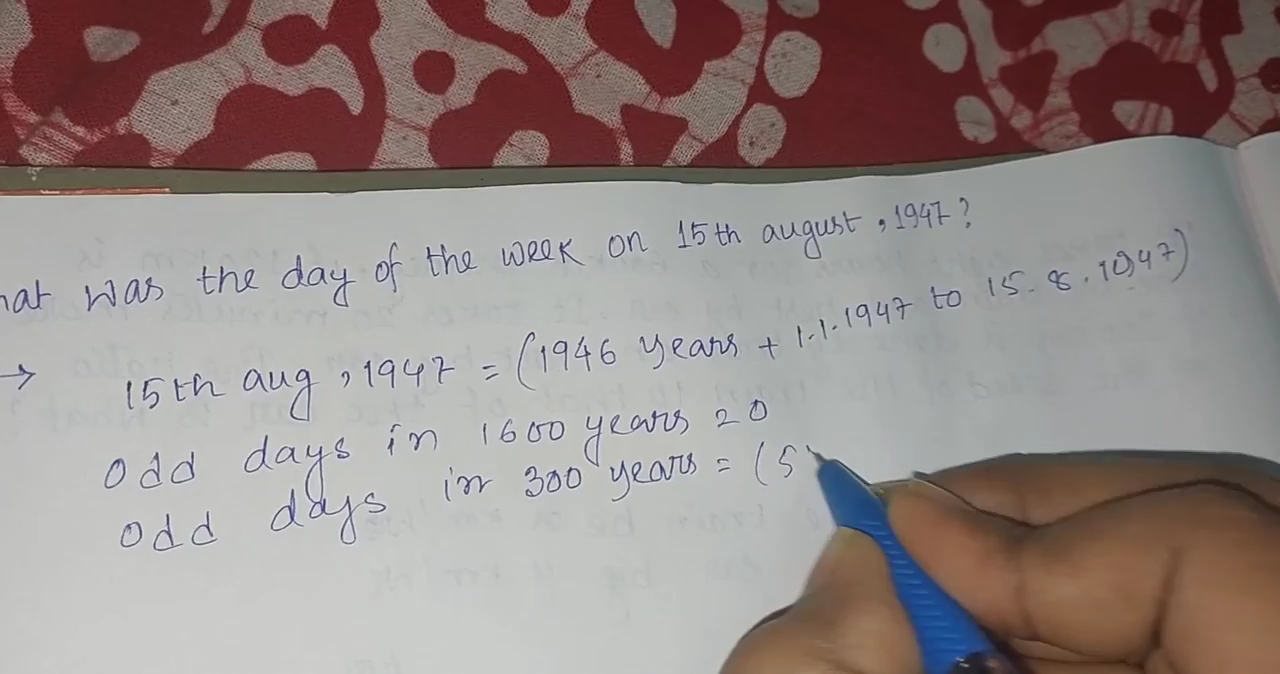 hat was the day of the week on 15th august, 1947?
→ 15th aug, 1947 = (1946 years + 1.1.1947 to 15.8.1947)
odd days in 1600 years = 0
odd days in 300 years = (5